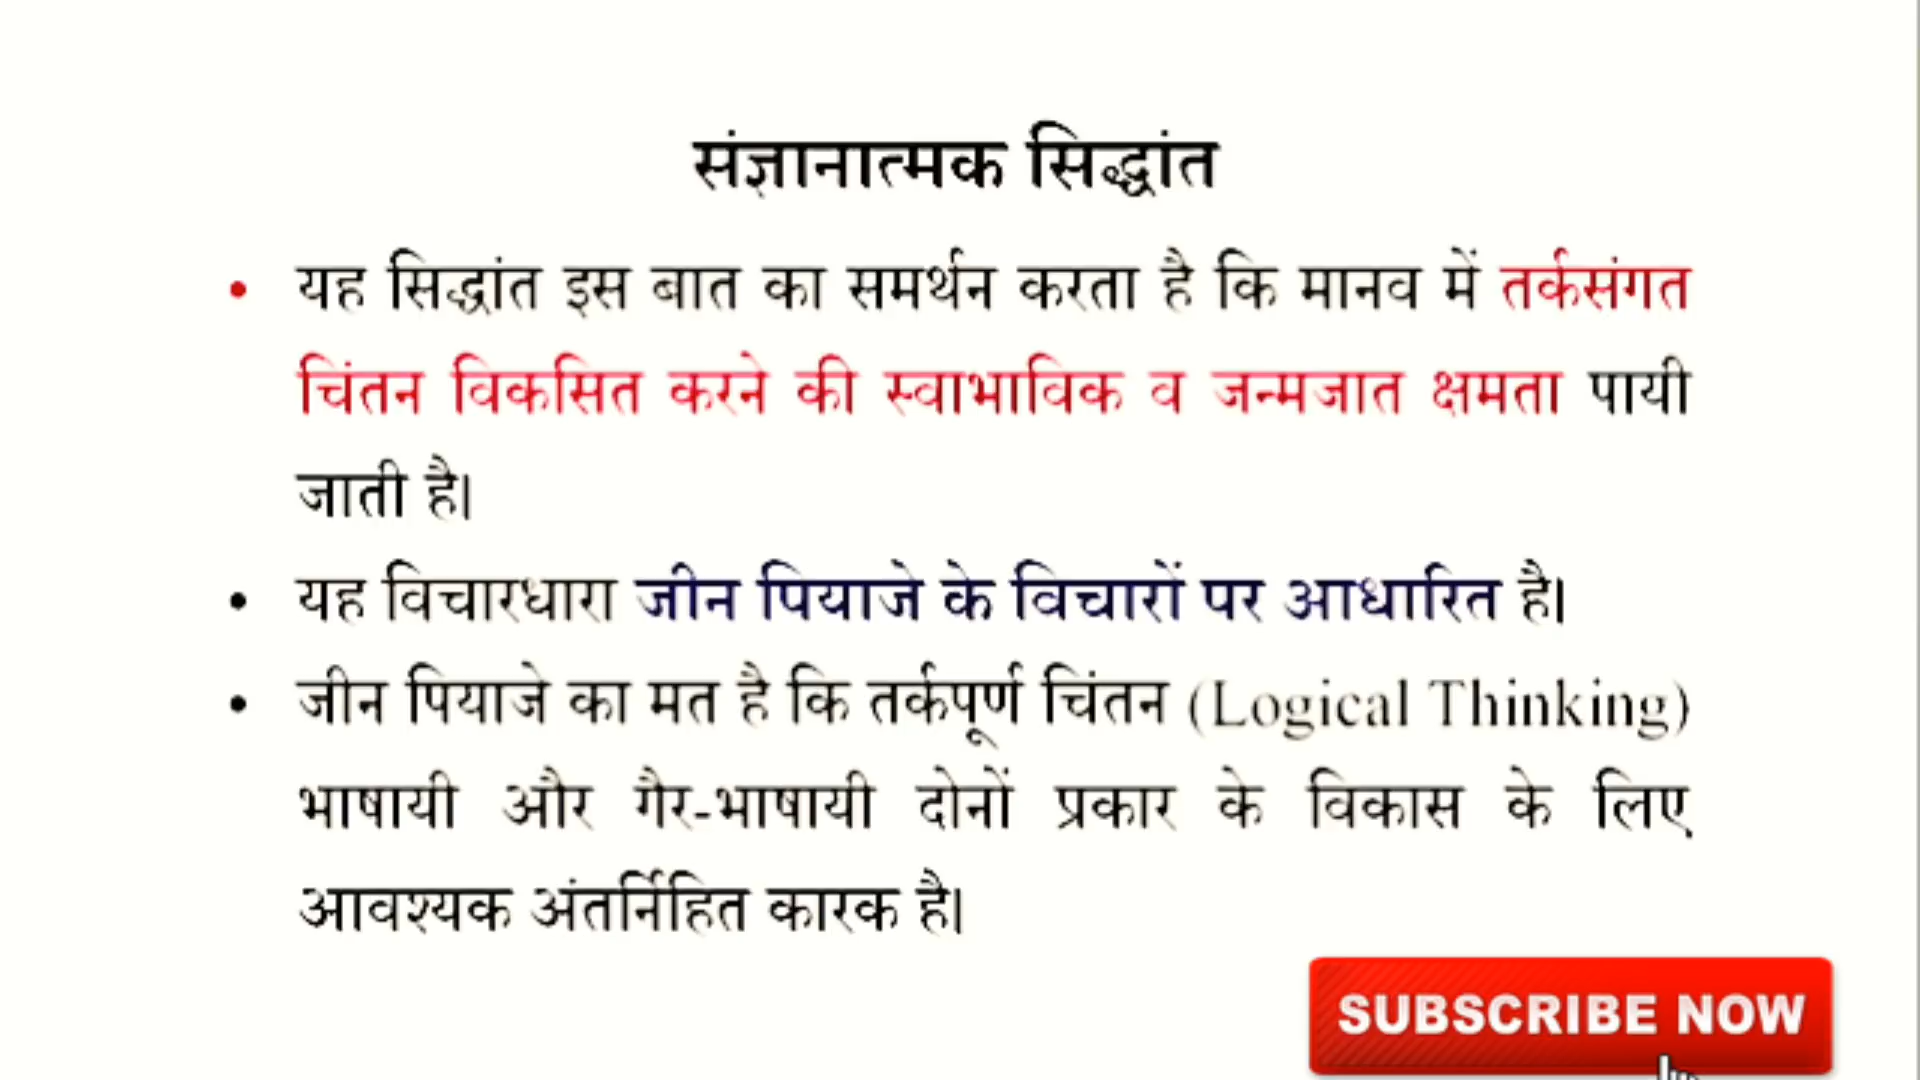 संज्ञानात्मक सिद्धांत
• यह सिद्धांत इस बात का समर्थन करता है कि मानव में तर्कसंगत
चिंतन विकसित करने की स्वाभाविक व जन्मजात क्षमता पायी
जाती है।
• यह विचारधारा जीन पियाजे के विचारों पर आधारित है।
• जीन पियाजे का मत है कि तर्कपूर्ण चिंतन (Logical Thinking)
भाषायी और गैर-भाषायी दोनों प्रकार के विकास के लिए
आवश्यक अंतर्निहित कारक है।
SUBSCRIBE NOW